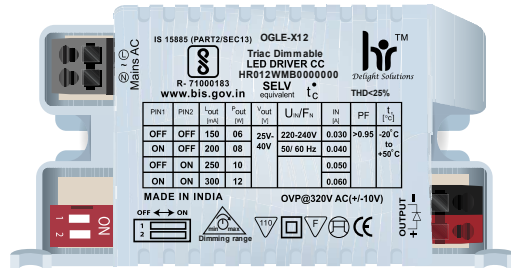 IS 15885 (PART2/SEC13)
R- 71000183
www.bis.gov.in
OGLE-X12
Triac Dimmable
LED DRIVER CC
HR012WMB0000000
SELV
equivalent tc
hr TM
Delight Solutions
THD<25%
Mains AC
N L
PIN1 PIN2 Iout [mA] Pout [w] Vout [V] UIN/FN IN [A] PF t, [°C]
OFF OFF 150 06 25V-40V 220-240V 0.030 >0.95 -20°C
ON OFF 200 08 50/ 60 Hz 0.040 to
OFF ON 250 10 0.050 +50°C
ON ON 300 12 0.060
MADE IN INDIA
OVP@320V AC(+/-10V)
OFF ON
1
2
min max
Dimming range
110
F
CE
OUTPUT
+ -
1 2
ON